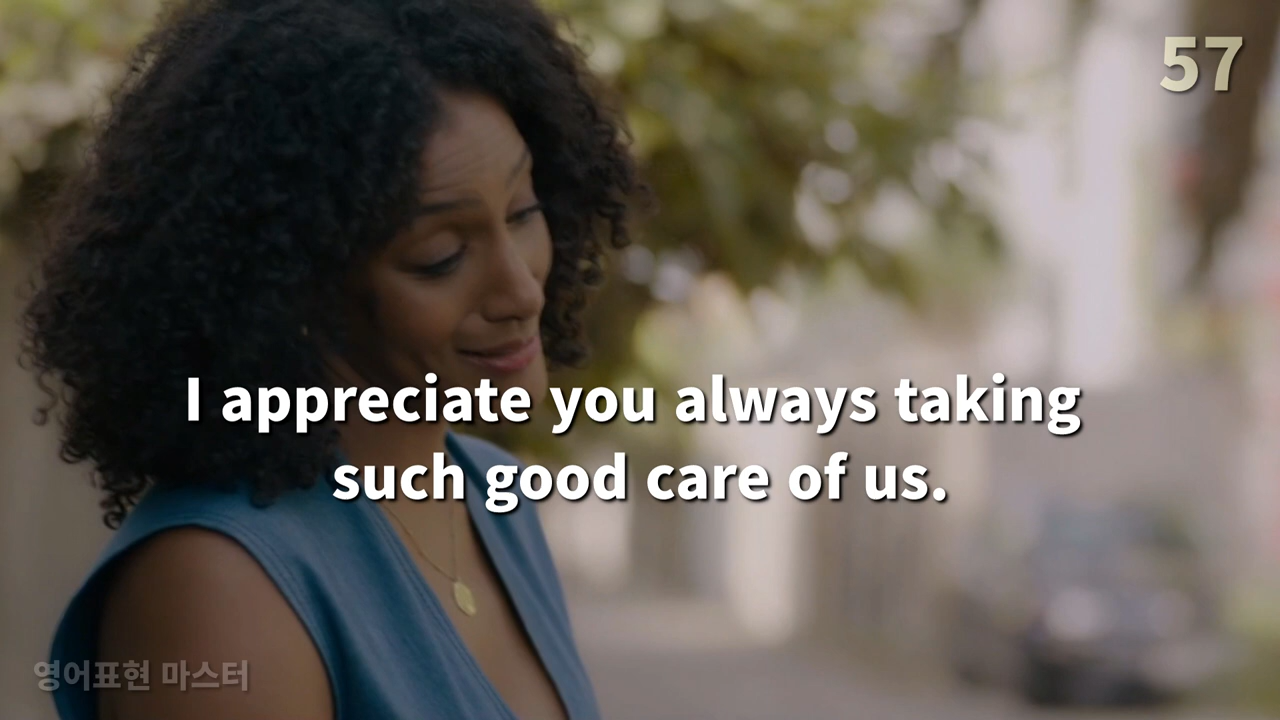 57
I appreciate you always taking
such good care of us.
영어표현 마스터